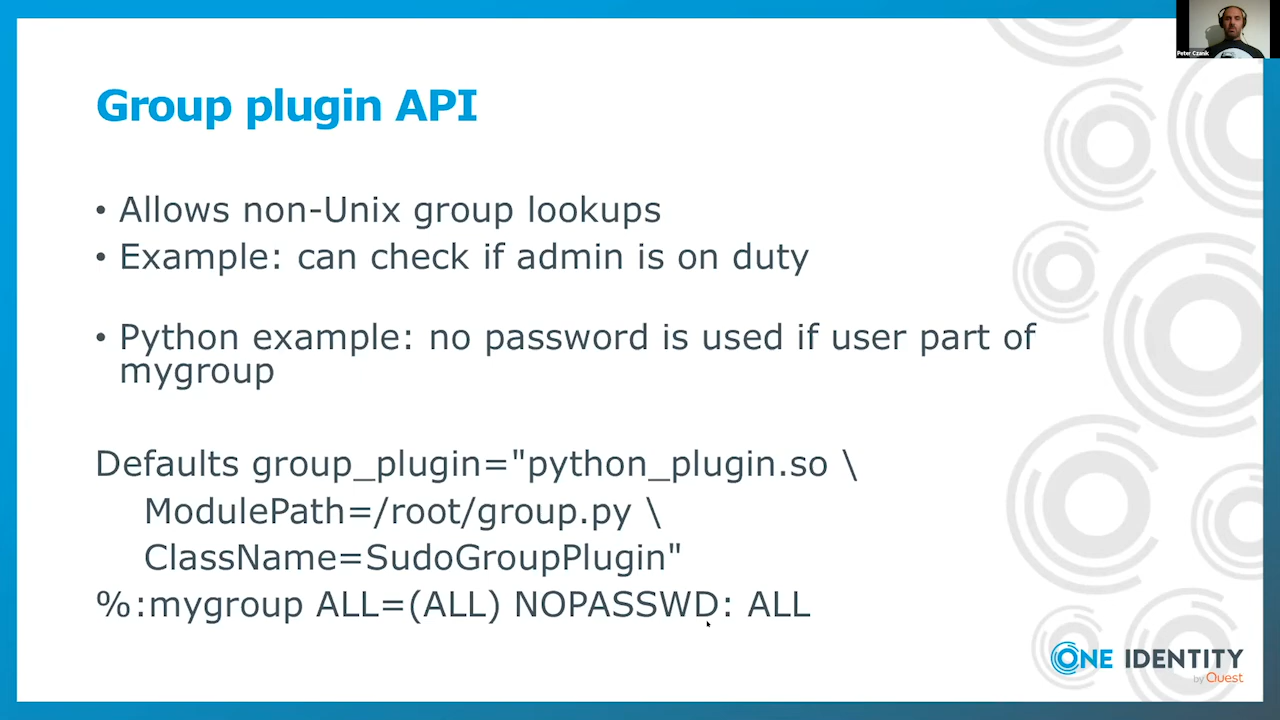 Peter Czanik
Group plugin API
• Allows non-Unix group lookups
• Example: can check if admin is on duty
• Python example: no password is used if user part of
mygroup
Defaults group_plugin="python_plugin.so \
ModulePath=/root/group.py \
ClassName=SudoGroupPlugin"
%:mygroup ALL=(ALL) NOPASSWD: ALL
ONE IDENTITY
by Quest